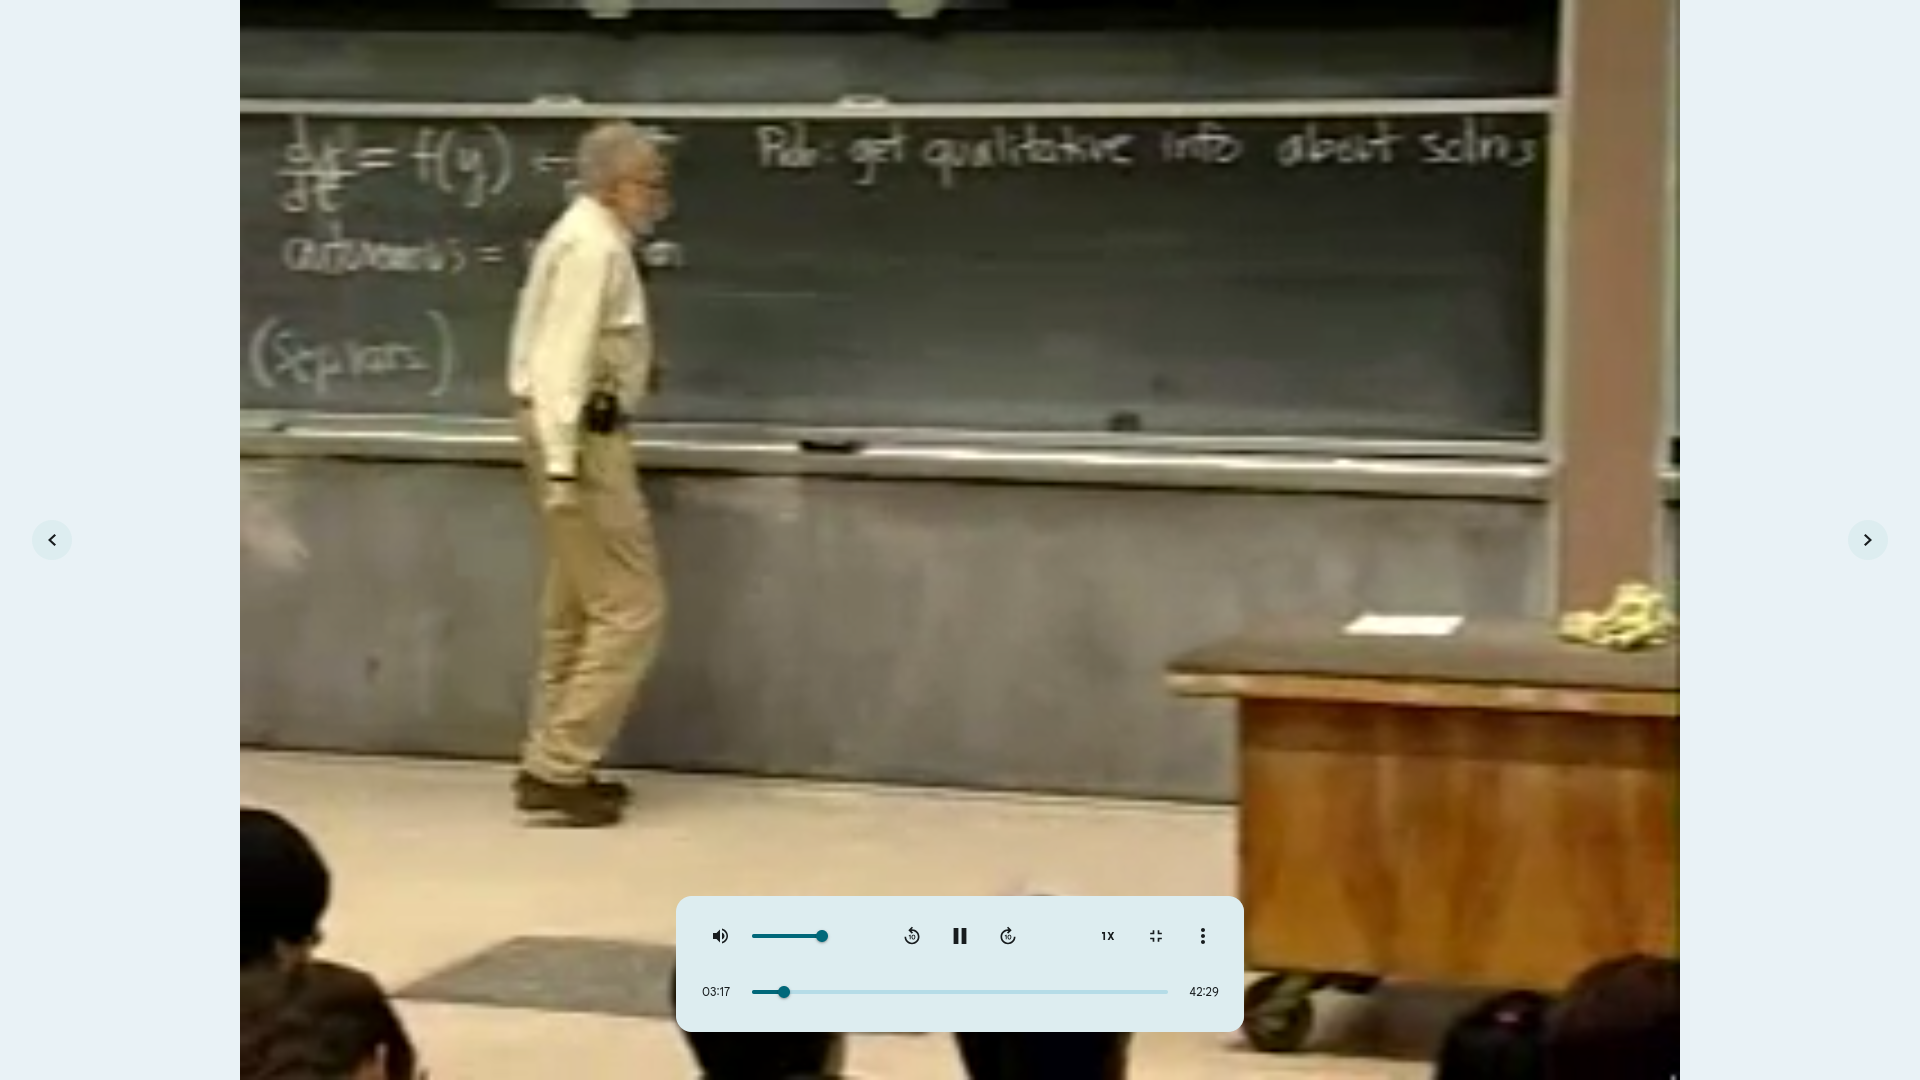 dy/dt = f(y)
Prob: get qualitative info about sol'ns
autonomous =
(Sep. vars.)
1X
03:17
42:29